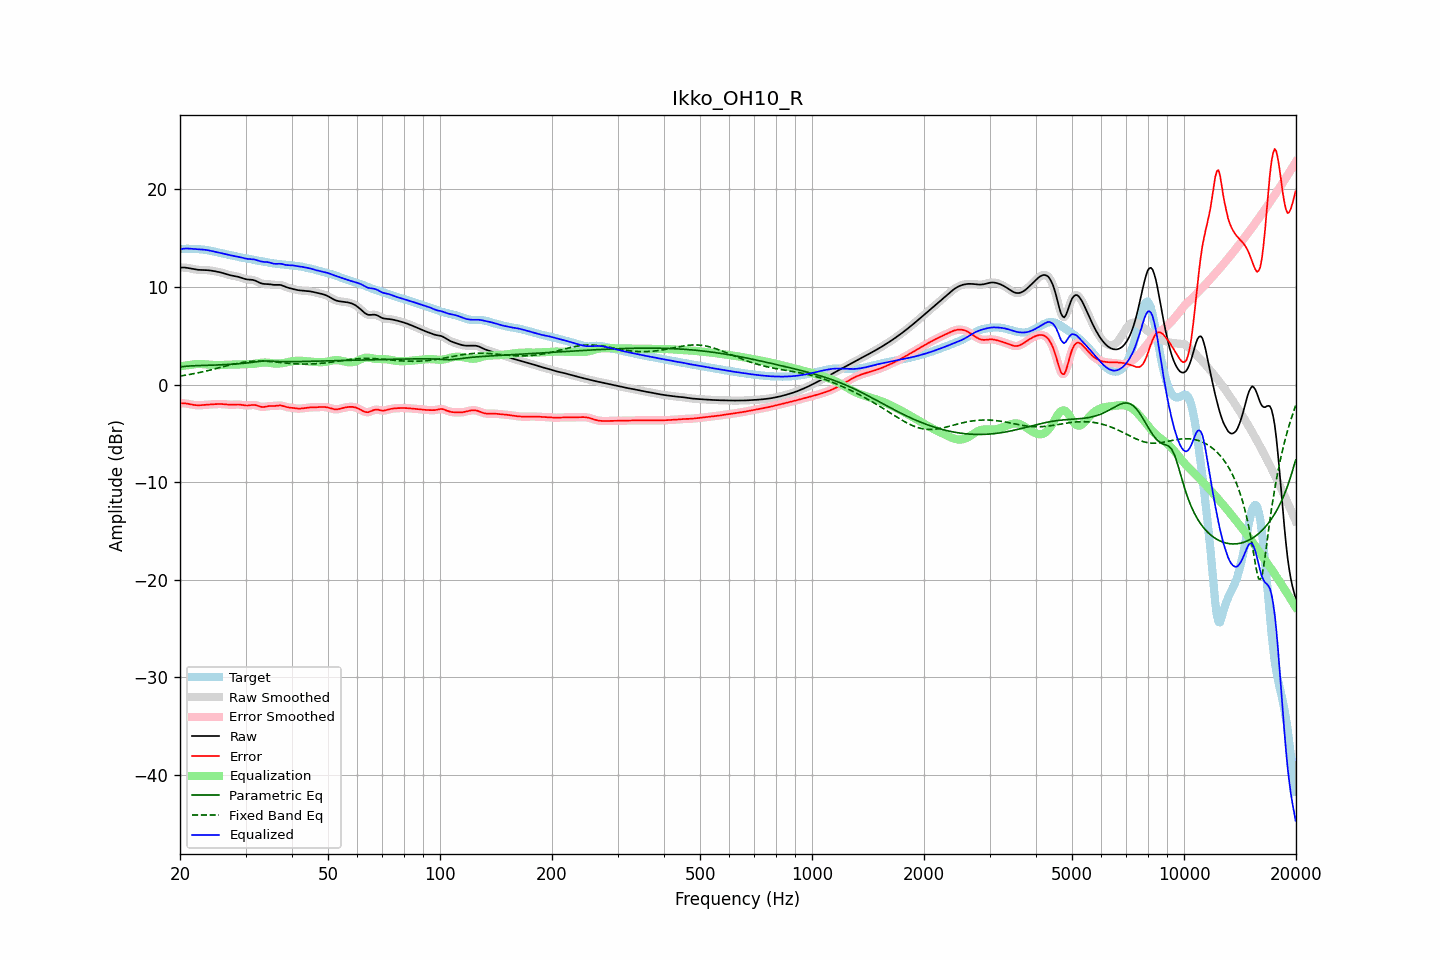 Ikko_OH10_R
Amplitude (dBr)
20
10
0
−10
−20
−30
−40
Target
Raw Smoothed
Error Smoothed
Raw
Error
Equalization
Parametric Eq
Fixed Band Eq
Equalized
20 50 100 200 500 1000 2000 5000 10000 20000
Frequency (Hz)